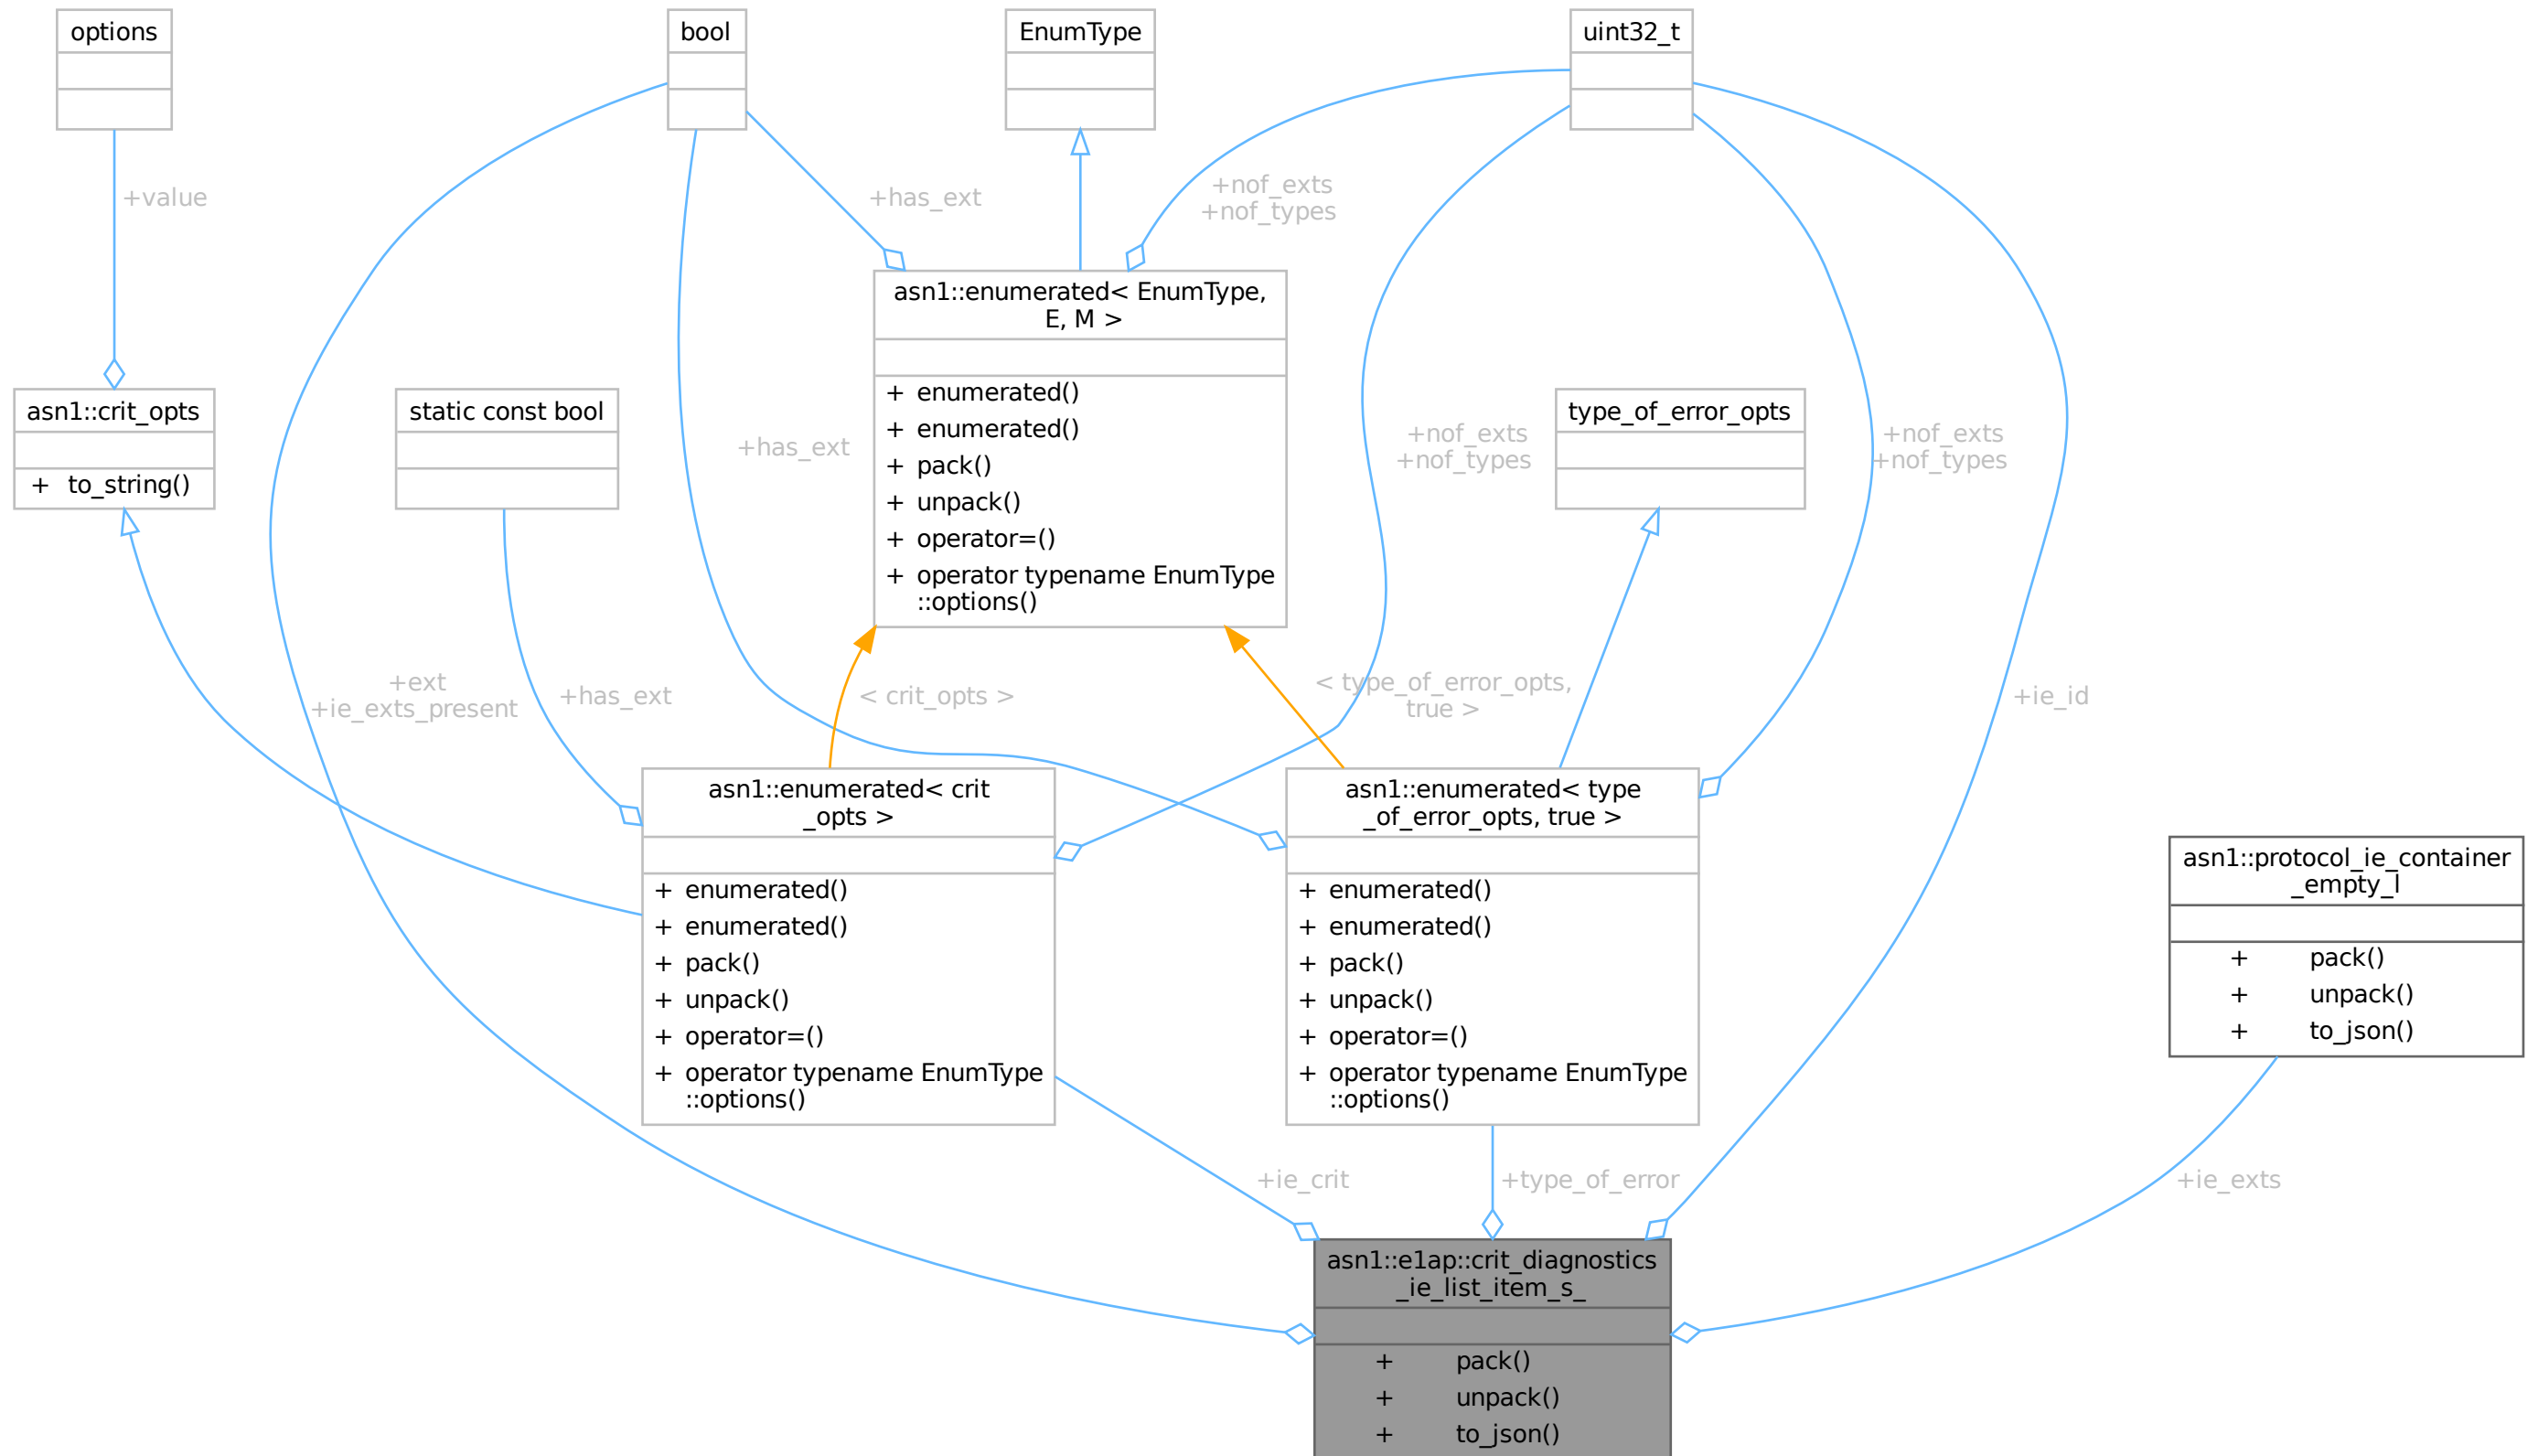 options
bool
EnumType
uint32_t
+value
+has_ext
+nof_exts
+nof_types
asn1::enumerated< EnumType,
E, M >
+ enumerated()
+ enumerated()
+ pack()
+ unpack()
+ operator=()
+ operator typename EnumType
::options()
asn1::crit_opts
+ to_string()
static const bool
+has_ext
+nof_exts
+nof_types
type_of_error_opts
+nof_exts
+nof_types
+ext
+ie_exts_present
+has_ext
< crit_opts >
< type_of_error_opts,
true >
+ie_id
asn1::enumerated< crit
_opts >
+ enumerated()
+ enumerated()
+ pack()
+ unpack()
+ operator=()
+ operator typename EnumType
::options()
asn1::enumerated< type
_of_error_opts, true >
+ enumerated()
+ enumerated()
+ pack()
+ unpack()
+ operator=()
+ operator typename EnumType
::options()
asn1::protocol_ie_container
_empty_l
+ pack()
+ unpack()
+ to_json()
+ie_crit
+type_of_error
+ie_exts
asn1::e1ap::crit_diagnostics
_ie_list_item_s_
+ pack()
+ unpack()
+ to_json()